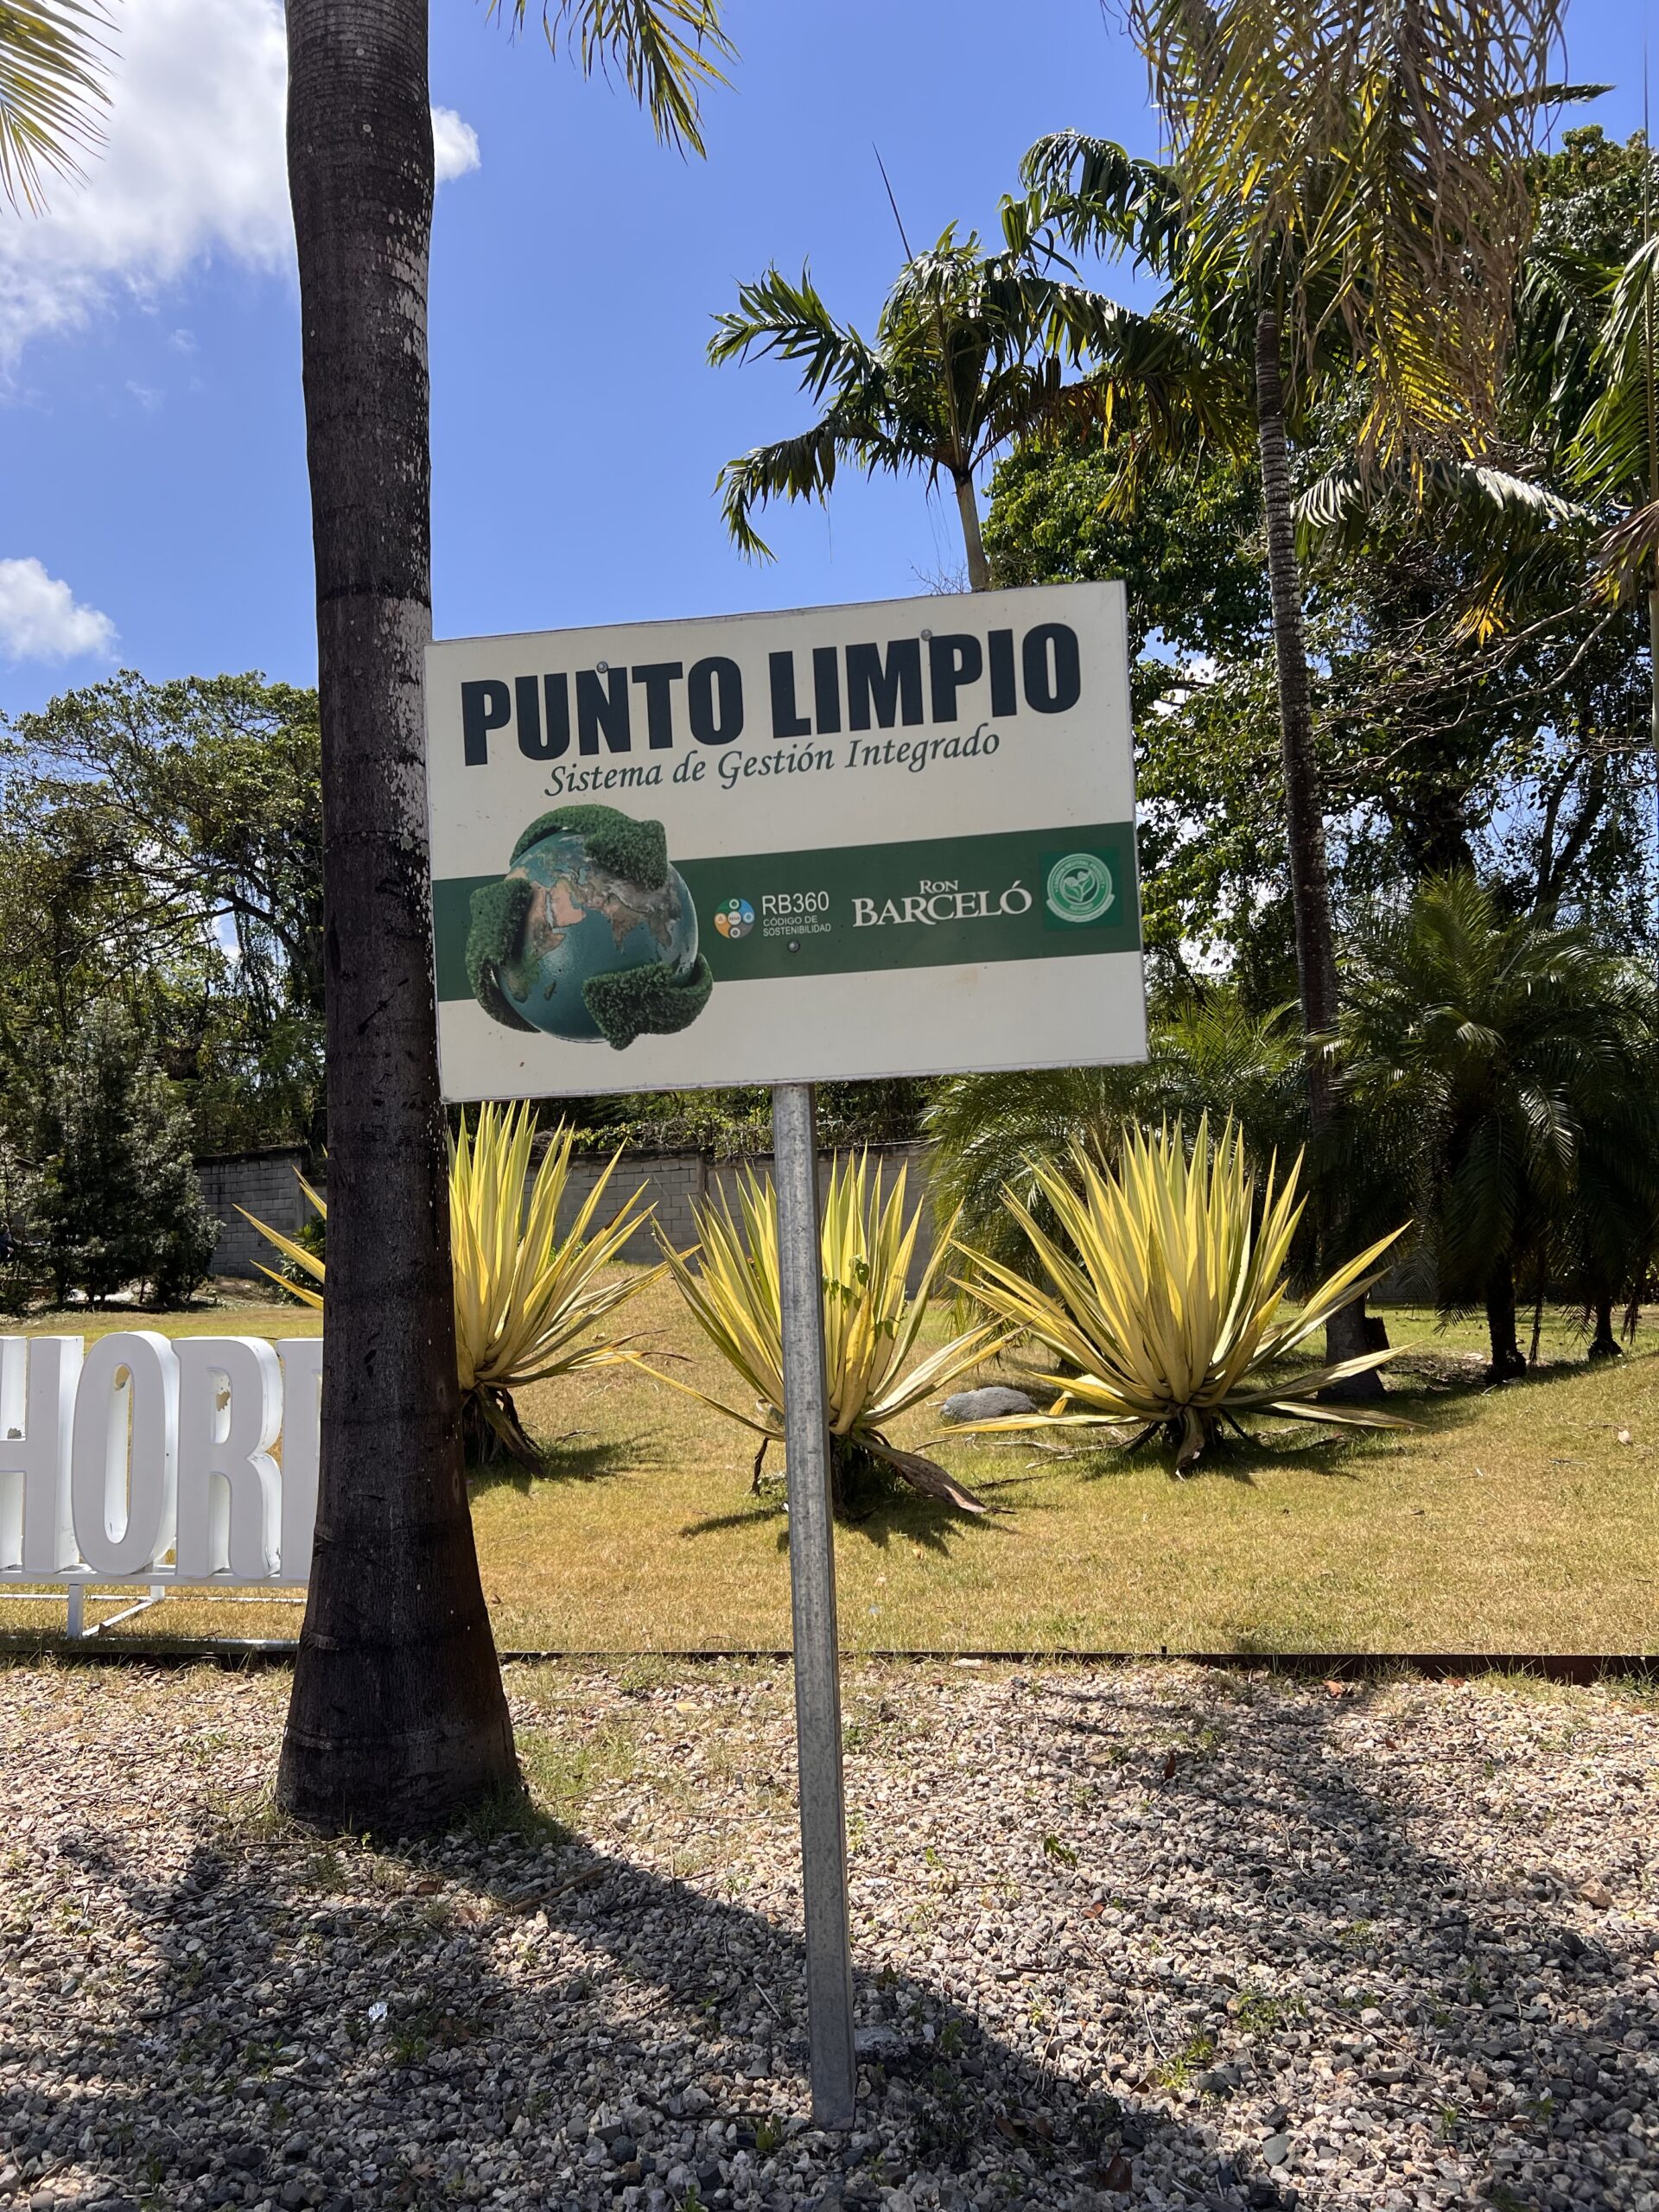 PUNTO LIMPIO
Sistema de Gestión Integrado
RB360
CÓDIGO DE
SOSTENIBILIDAD
RON
BARCELÓ
HOR